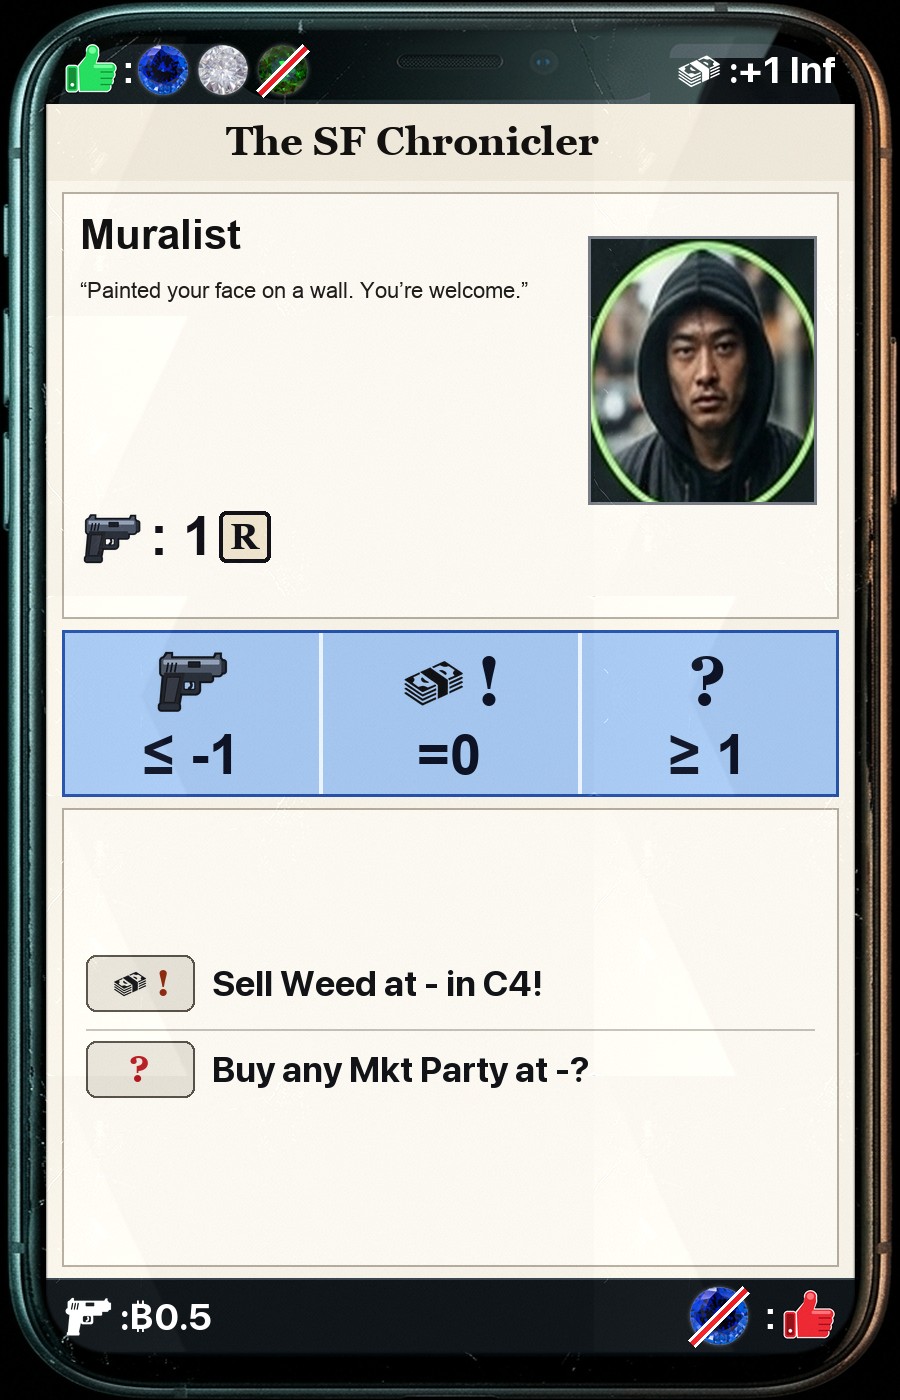 :
:+1 Inf
The SF Chronicler
Muralist
“Painted your face on a wall. You’re welcome.”
: 1 R
! ?
≤ -1 =0 ≥ 1
! Sell Weed at - in C4!
? Buy any Mkt Party at -?
:฿0.5
: